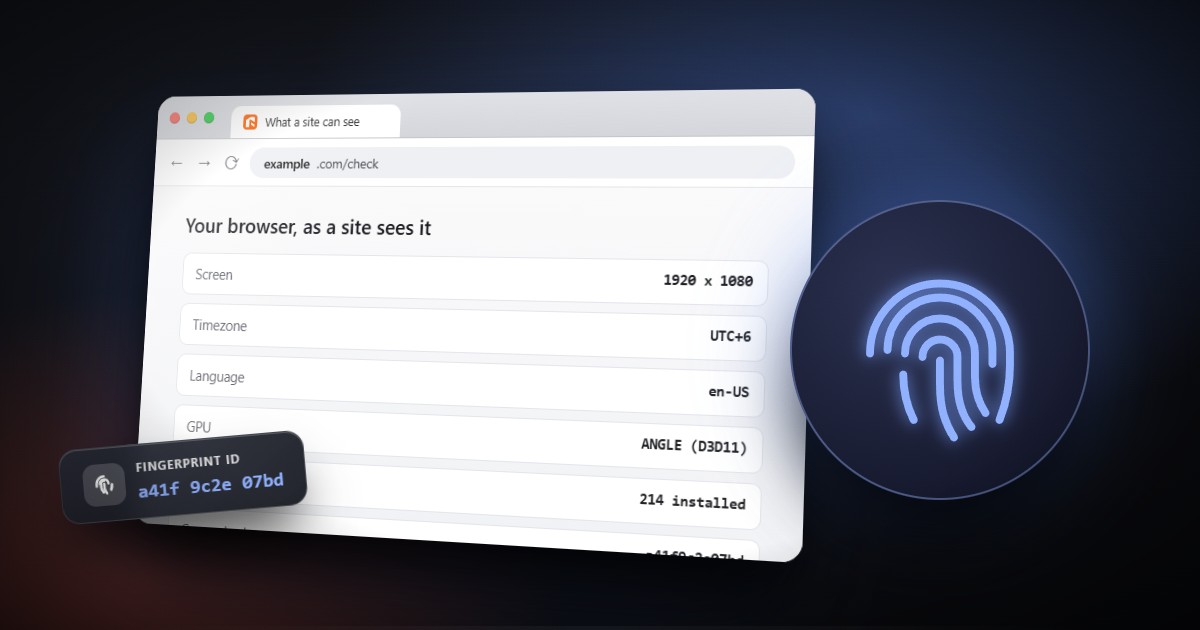 What a site can see
example .com/check
Your browser, as a site sees it
Screen 1920 x 1080
Timezone UTC+6
Language en-US
GPU ANGLE (D3D11)
214 installed
FINGERPRINT ID
a41f 9c2e 07bd